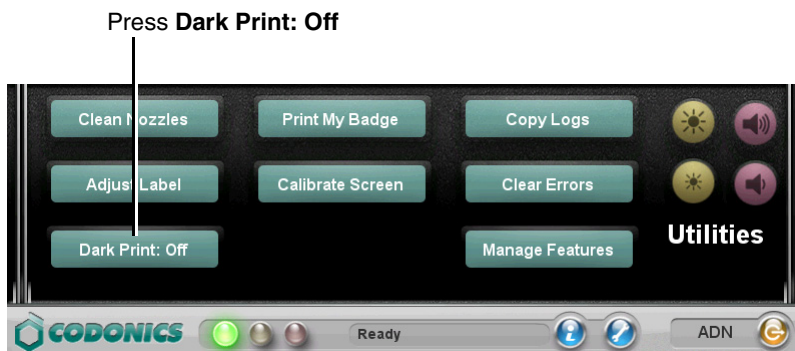 Press Dark Print: Off
Clean Nozzles Print My Badge Copy Logs
Adjust Label Calibrate Screen Clear Errors
Dark Print: Off Manage Features Utilities
CODONICS Ready ADN